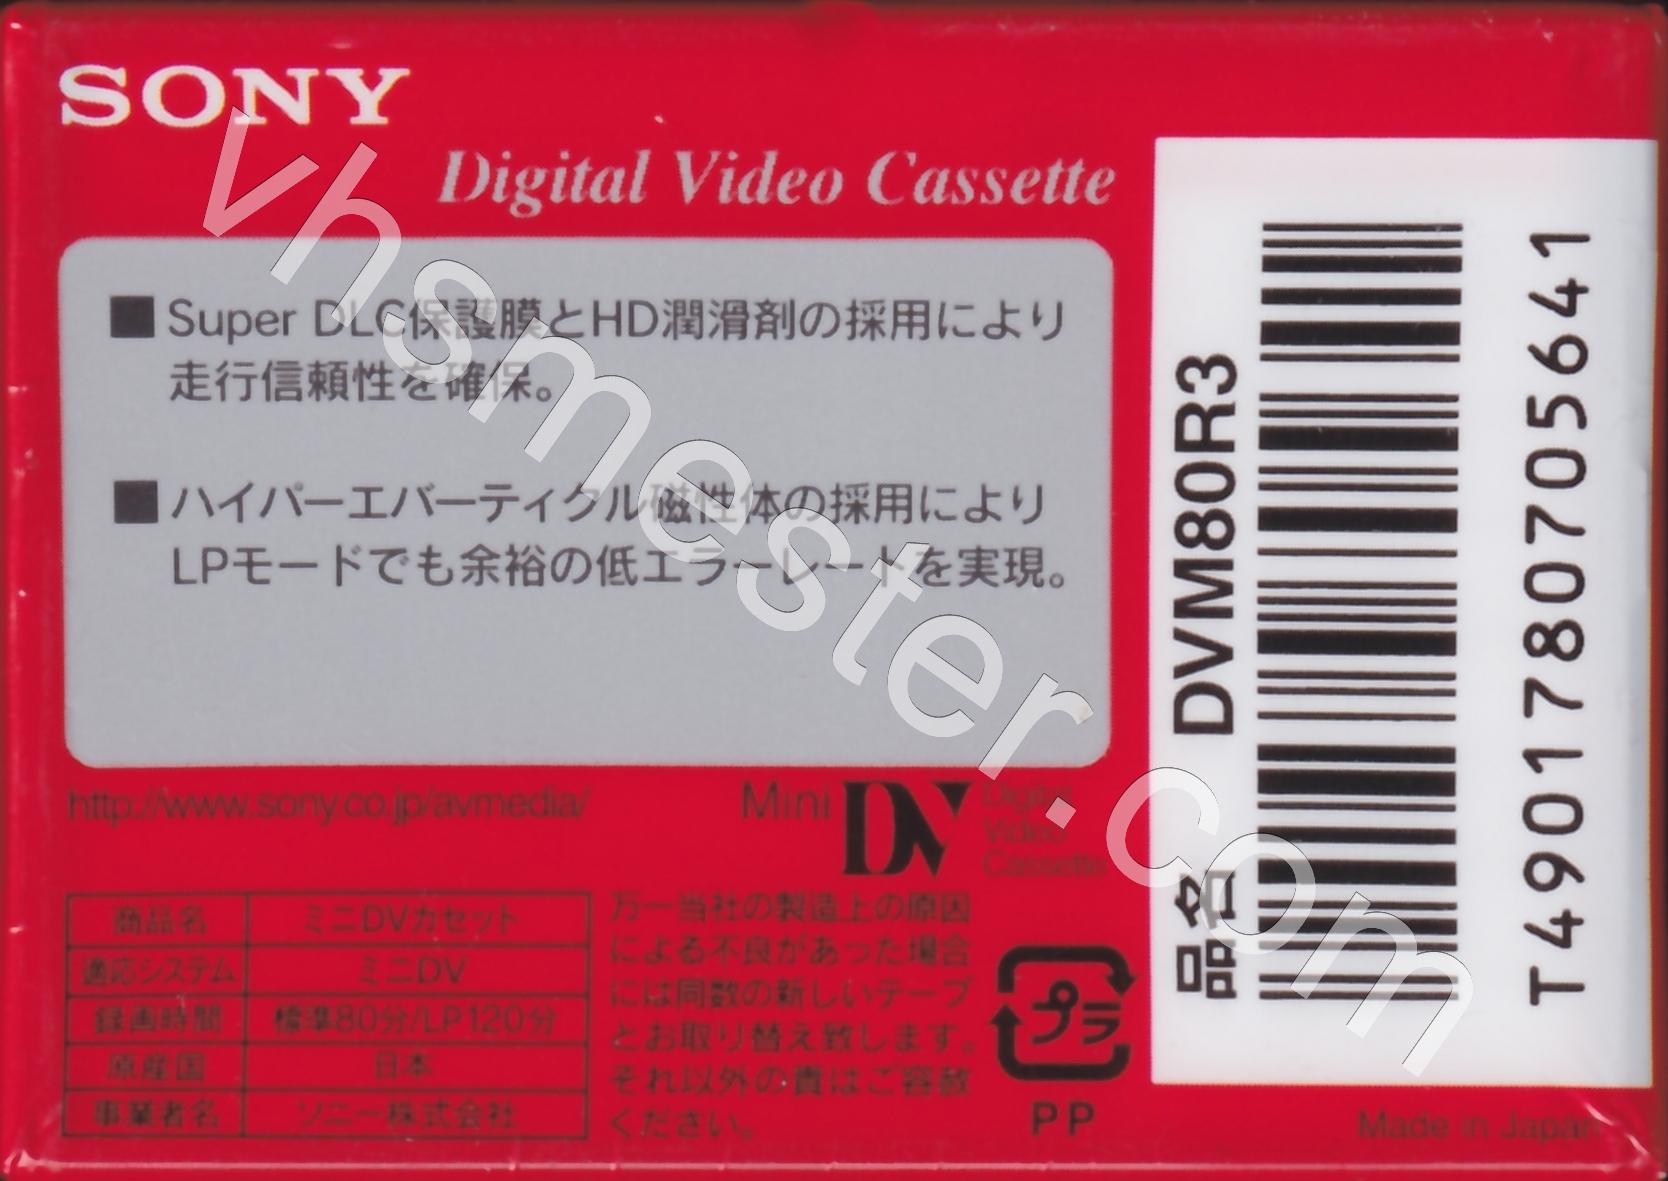 SONY
Digital Video Cassette
■Super DLC保護膜とHD潤滑剤の採用により
走行信頼性を確保。
■ハイパーエバーティクル磁性体の採用により
LPモードでも余裕の低エラーレートを実現。
http://www.sony.co.jp/avmedia/
Mini DV Digital
Video
Cassette
商品名 ミニDVカセット
適応システム ミニDV
録画時間 標準80分/LP120分
原産国 日本
事業者名 ソニー株式会社
万一当社の製造上の原因
による不良があった場合
には同数の新しいテープ
とお取り替え致します。
それ以外の責はご容赦
ください。
プラ
PP
品名 DVM80R3
T4901780705641
Made in Japan
vhsmester.com